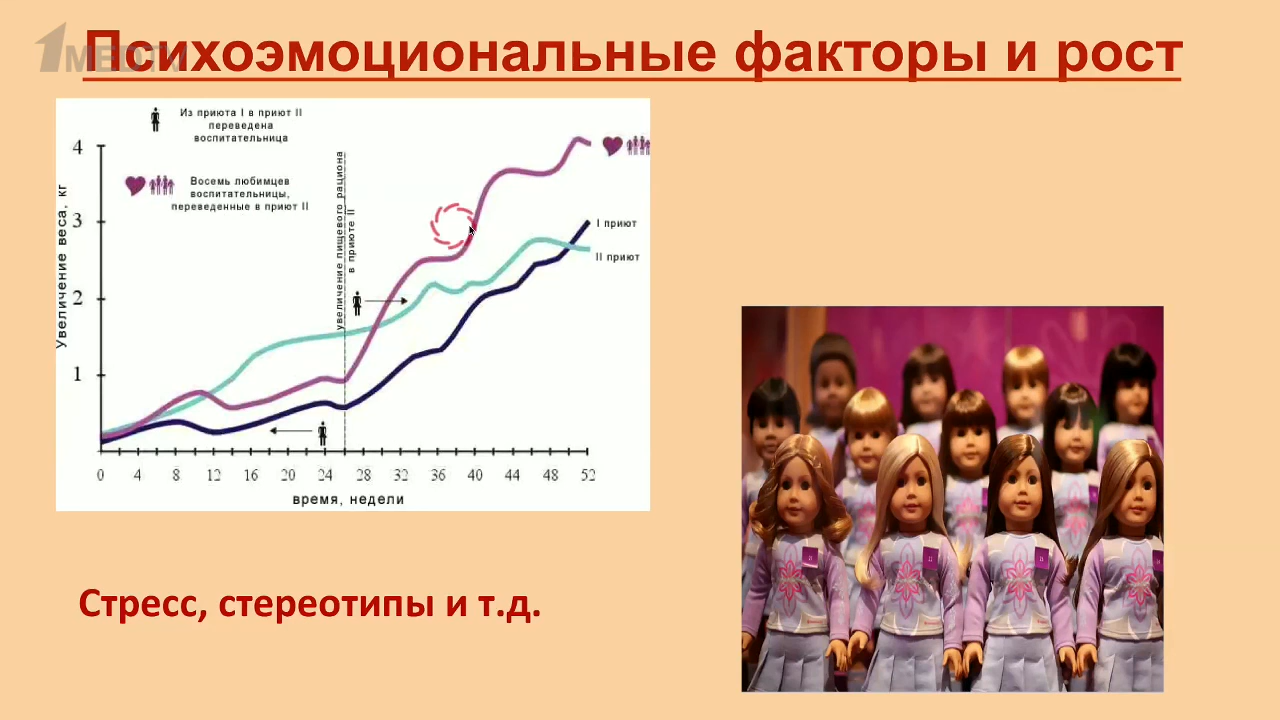 1MEDTV
Психоэмоциональные факторы и рост
Из приюта I в приют II
переведена
воспитательница
Восемь любимцев
воспитательницы,
переведенные в приют II
4
3
2
1
Увеличение веса, кг
увеличение пищевого рациона
в приюте II
I приют
II приют
0 4 8 12 16 20 24 28 32 36 40 44 48 52
время, недели
Стресс, стереотипы и т.д.